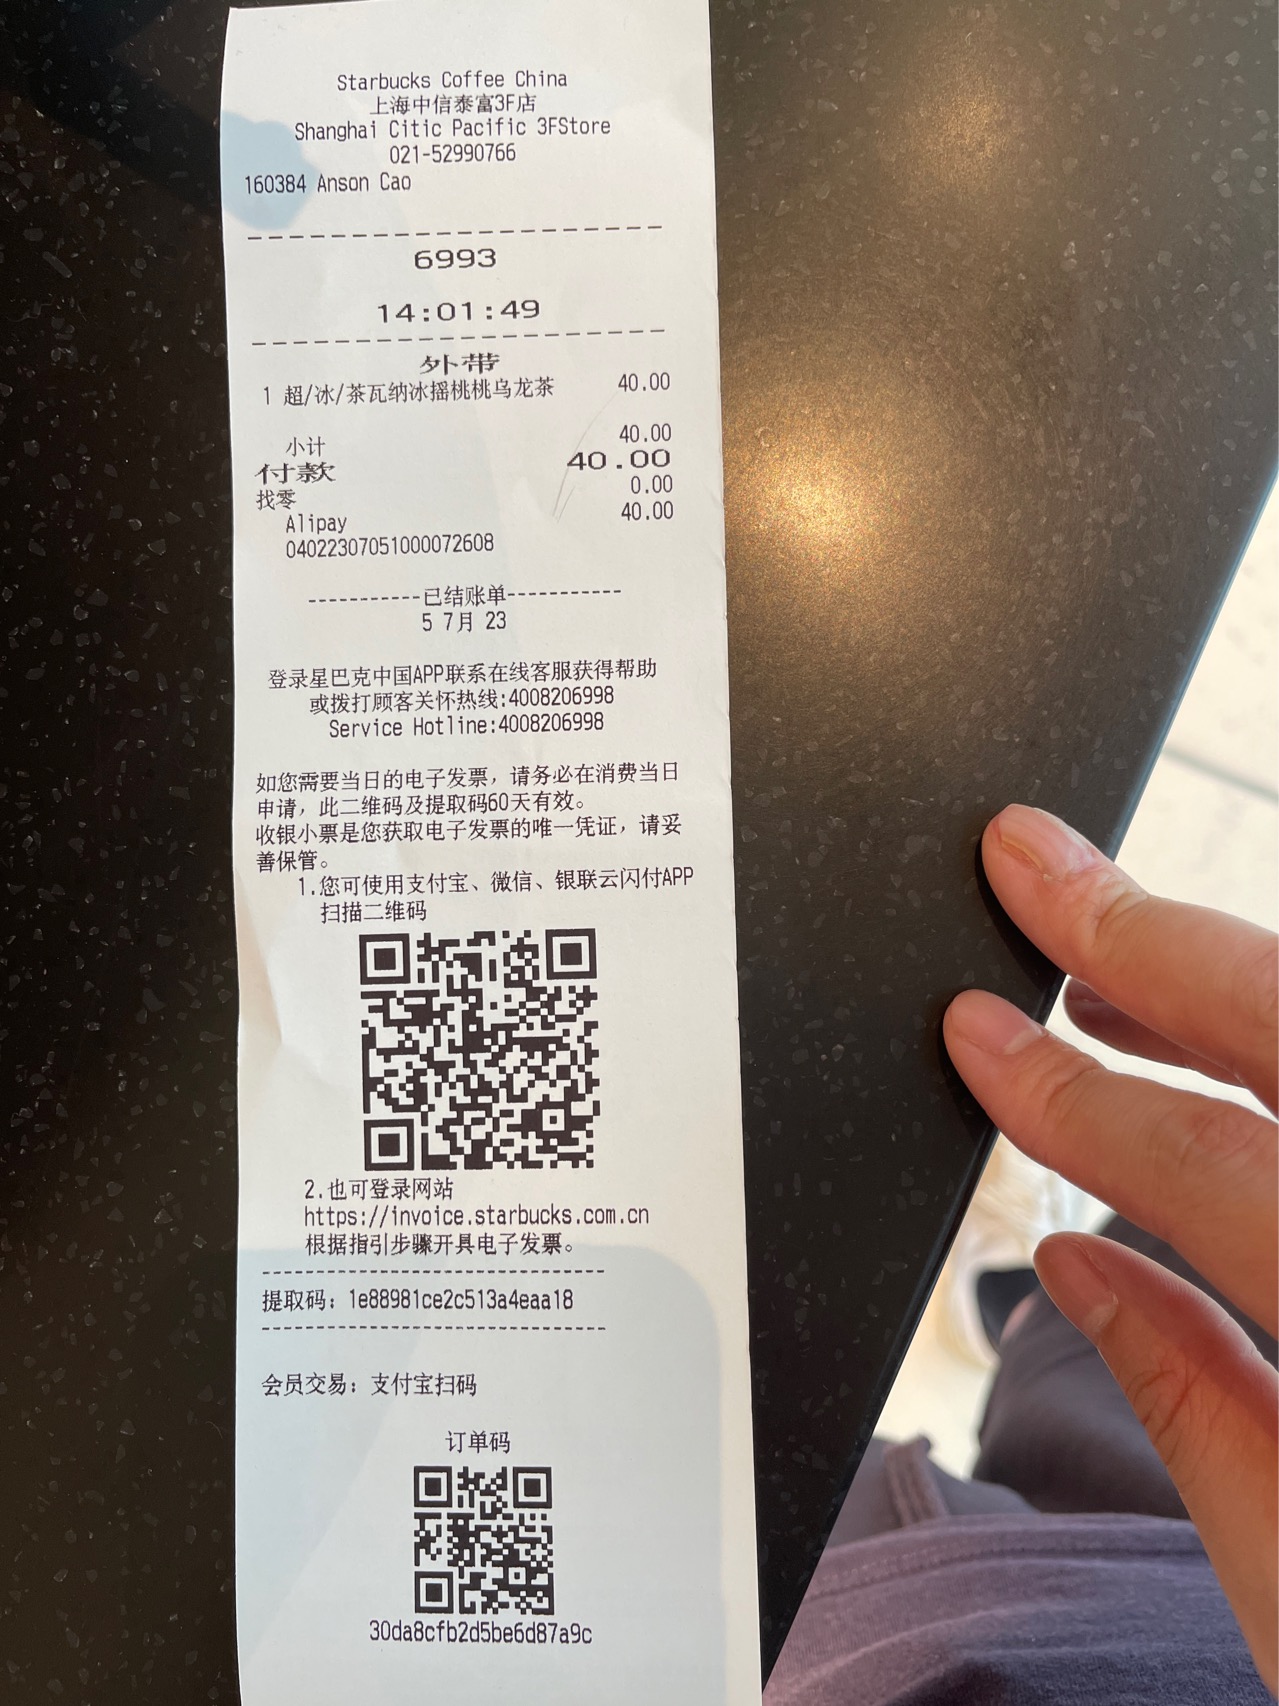 Starbucks Coffee China
上海中信泰富3F店
Shanghai Citic Pacific 3FStore
021-52990766
160384 Anson Cao
--------------------
6993
14:01:49
--------------------
外带
1 超/冰/茶瓦纳冰摇桃桃乌龙茶 40.00
小计 40.00
付款 40.00
找零 0.00
Alipay 40.00
04022307051000072608
-----------已结账单-----------
5 7月 23
登录星巴克中国APP联系在线客服获得帮助
或拨打顾客关怀热线:4008206998
Service Hotline:4008206998
如您需要当日的电子发票，请务必在消费当日
申请，此二维码及提取码60天有效。
收银小票是您获取电子发票的唯一凭证，请妥
善保管。
1.您可使用支付宝、微信、银联云闪付APP
扫描二维码
2.也可登录网站
https://invoice.starbucks.com.cn
根据指引步骤开具电子发票。
--------------------------------
提取码：1e88981ce2c513a4eaa18
--------------------------------
会员交易：支付宝扫码
订单码
30da8cfb2d5be6d87a9c